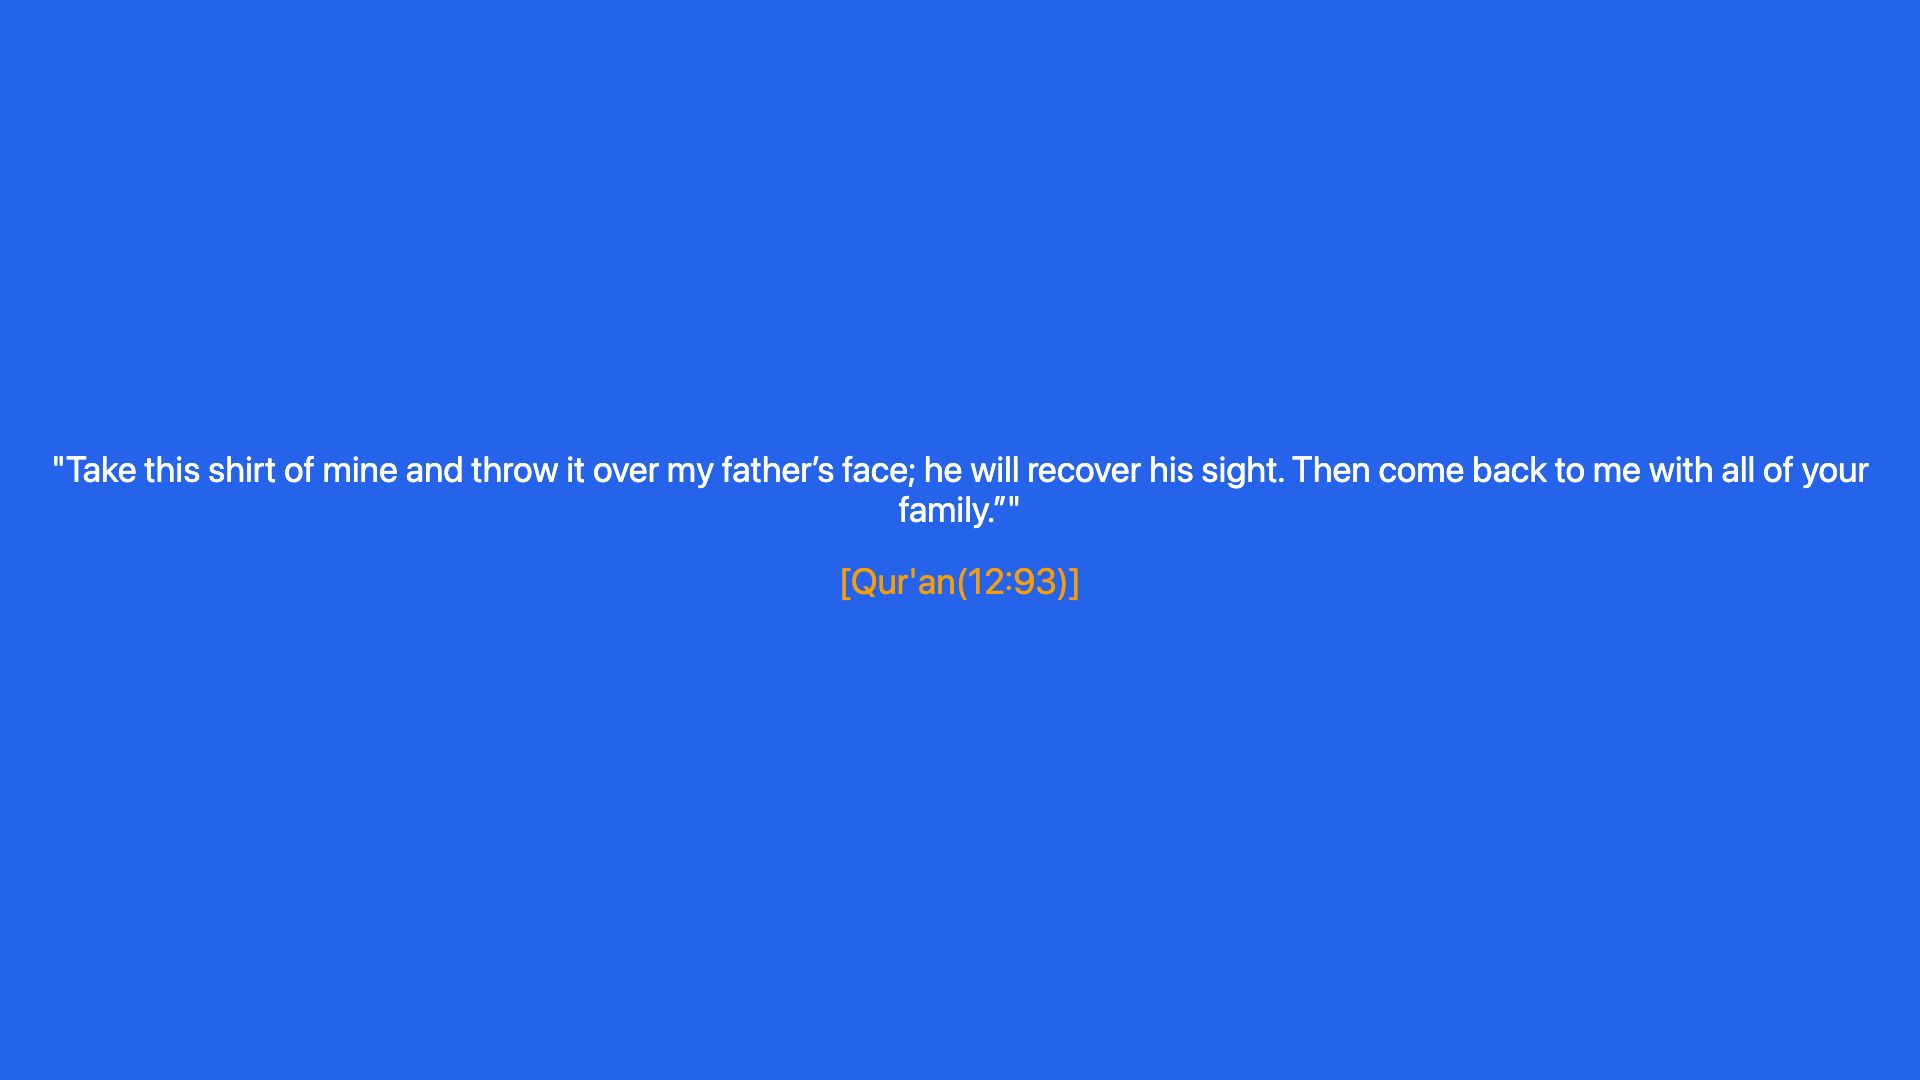 "Take this shirt of mine and throw it over my father’s face; he will recover his sight. Then come back to me with all of your
family.”"
[Qur'an(12:93)]